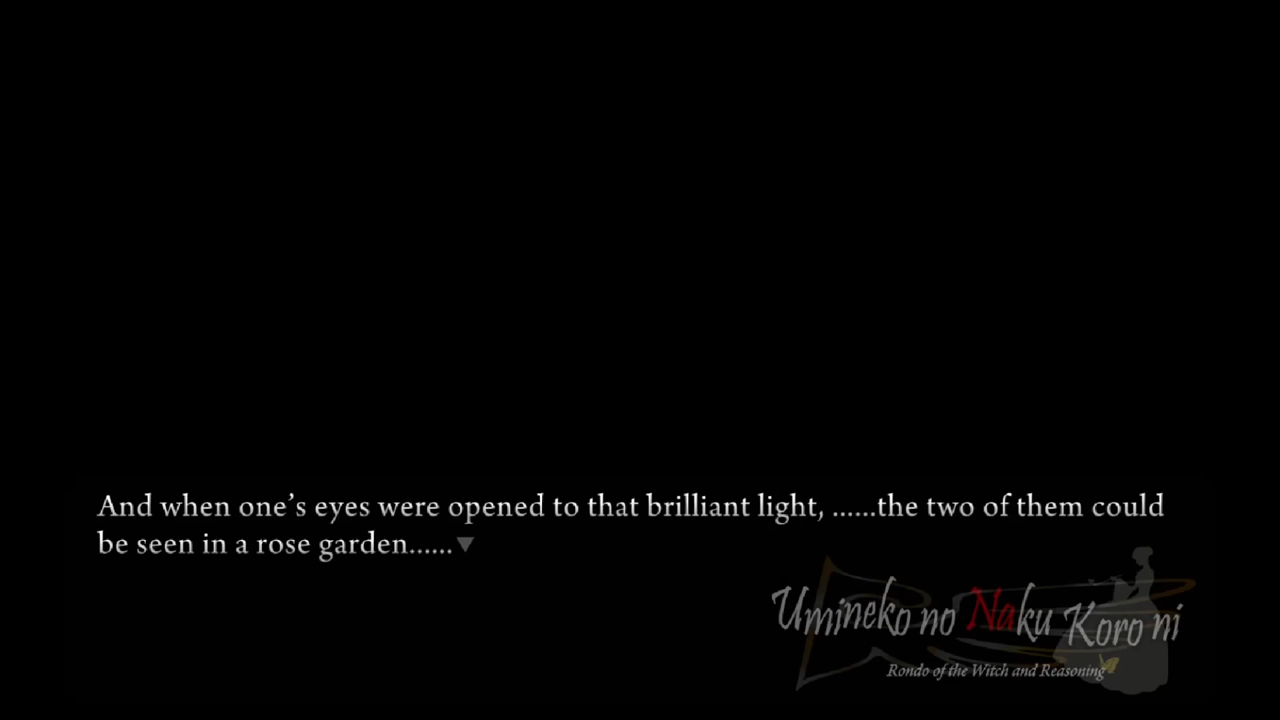 And when one’s eyes were opened to that brilliant light, ......the two of them could
be seen in a rose garden......
Umineko no Naku Koro ni
Rondo of the Witch and Reasoning